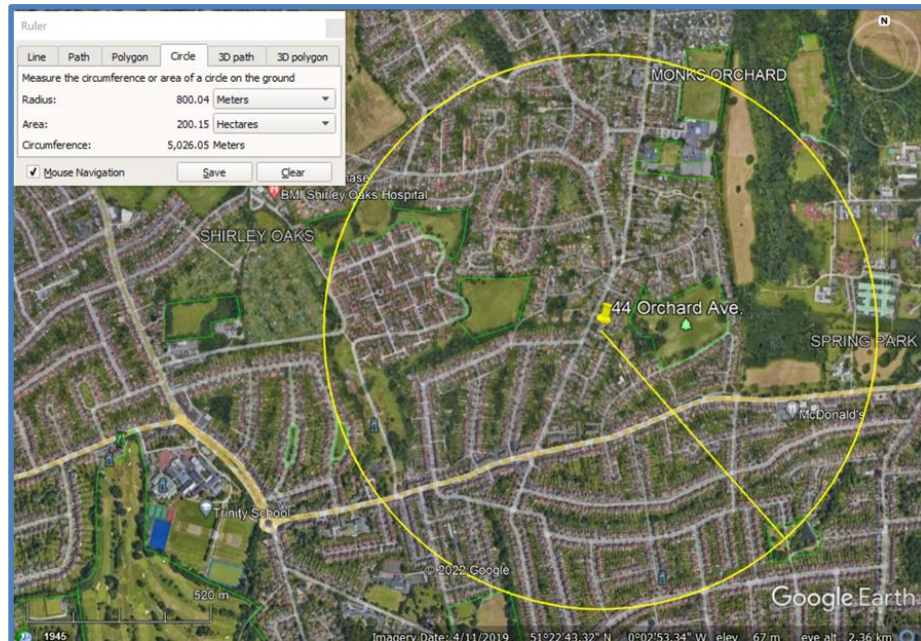 Ruler
Line Path Polygon Circle 3D path 3D polygon
Measure the circumference or area of a circle on the ground
Radius: 800.04 Meters
Area: 200.15 Hectares
Circumference: 5,026.05 Meters
Mouse Navigation Save Clear
MONKS ORCHARD
BMI Shirley Oaks Hospital
SHIRLEY OAKS
44 Orchard Ave.
SPRING PARK
McDonald's
Trinity School
© 2022 Google
520 m
Google Earth
1945
Imagery Date: 4/11/2019 51°22'43.32" N 0°02'53.34" W elev 67 m eye alt 2.36 km
N